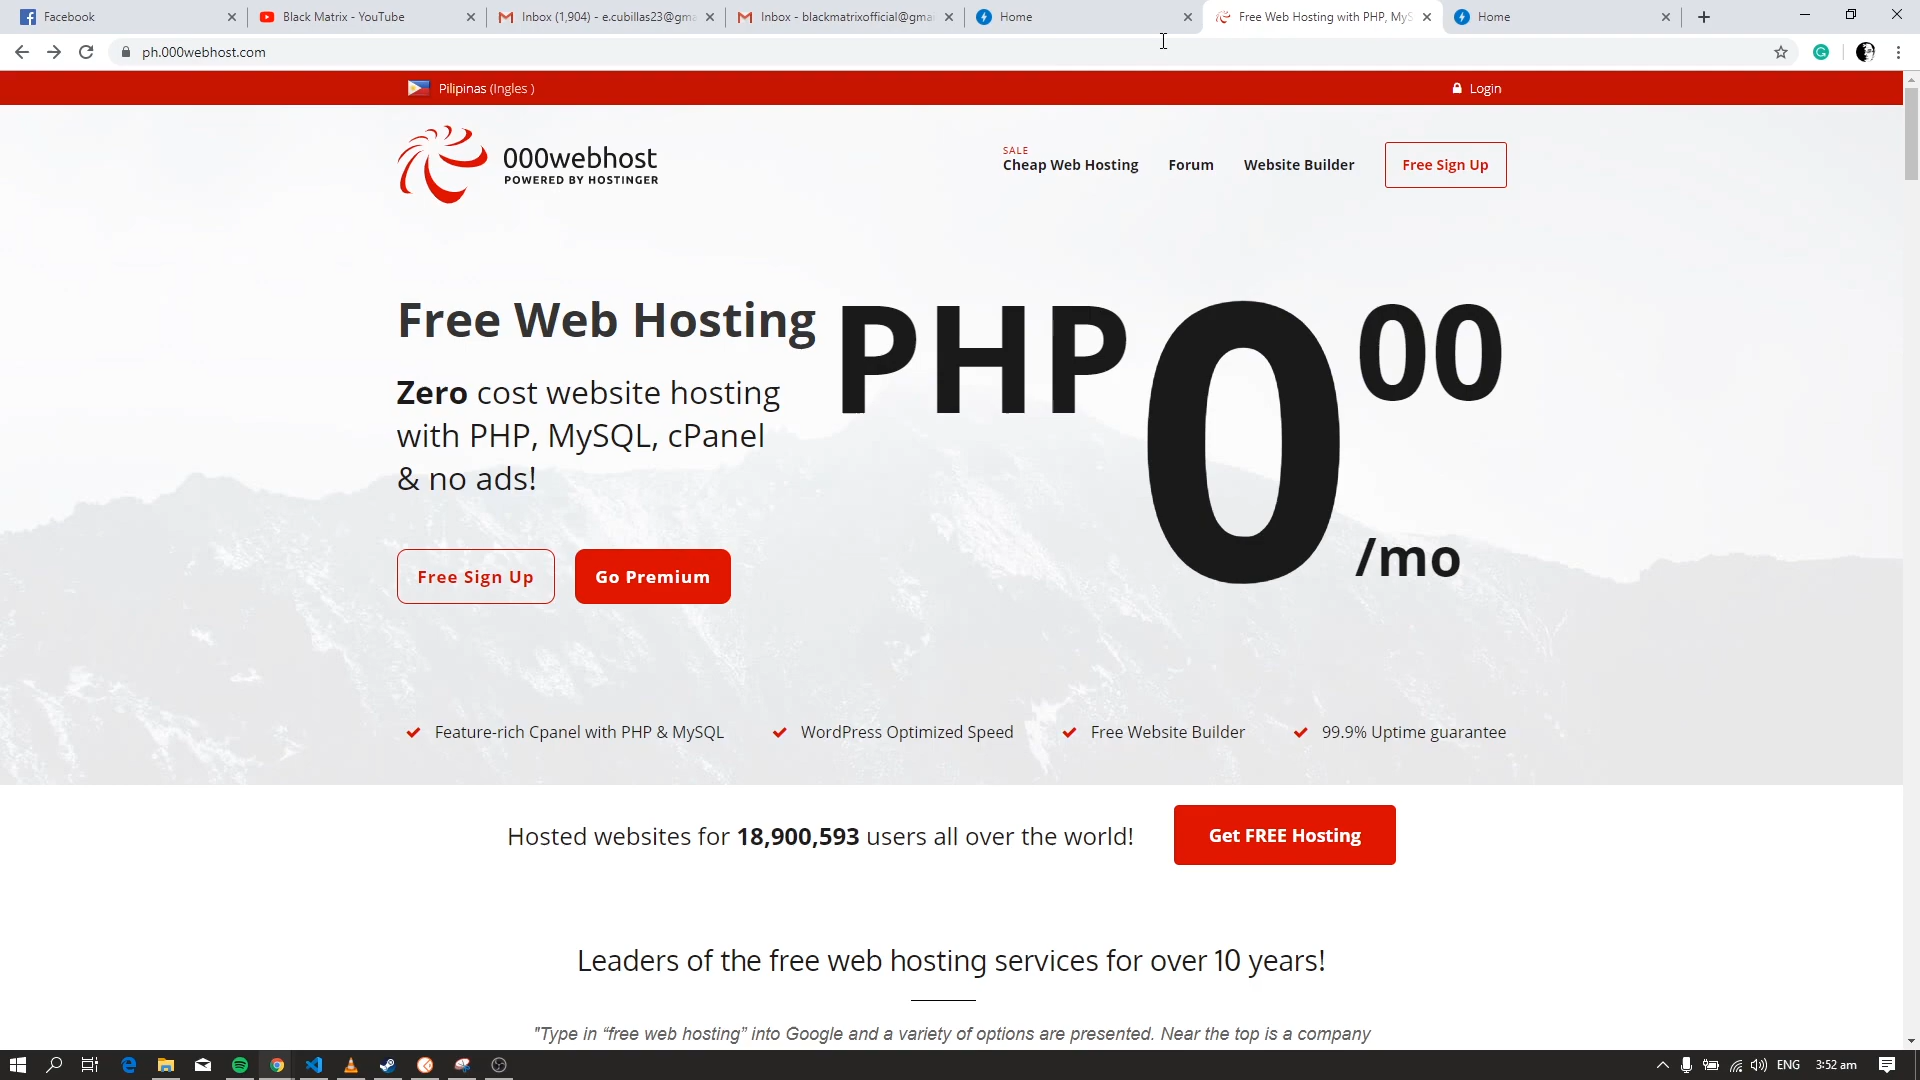 Facebook
Black Matrix - YouTube
Inbox (1,904) - e.cubillas23@gma
Inbox - blackmatrixofficial@gmai
Home
Free Web Hosting with PHP, MyS
Home
ph.000webhost.com
Pilipinas (Ingles )
Login
000webhost
POWERED BY HOSTINGER
SALE
Cheap Web Hosting
Forum
Website Builder
Free Sign Up
Free Web Hosting
PHP 0 00
/mo
Zero cost website hosting
with PHP, MySQL, cPanel
& no ads!
Free Sign Up
Go Premium
Feature-rich Cpanel with PHP & MySQL
WordPress Optimized Speed
Free Website Builder
99.9% Uptime guarantee
Hosted websites for 18,900,593 users all over the world!
Get FREE Hosting
Leaders of the free web hosting services for over 10 years!
"Type in “free web hosting” into Google and a variety of options are presented. Near the top is a company
ENG
3:52 am